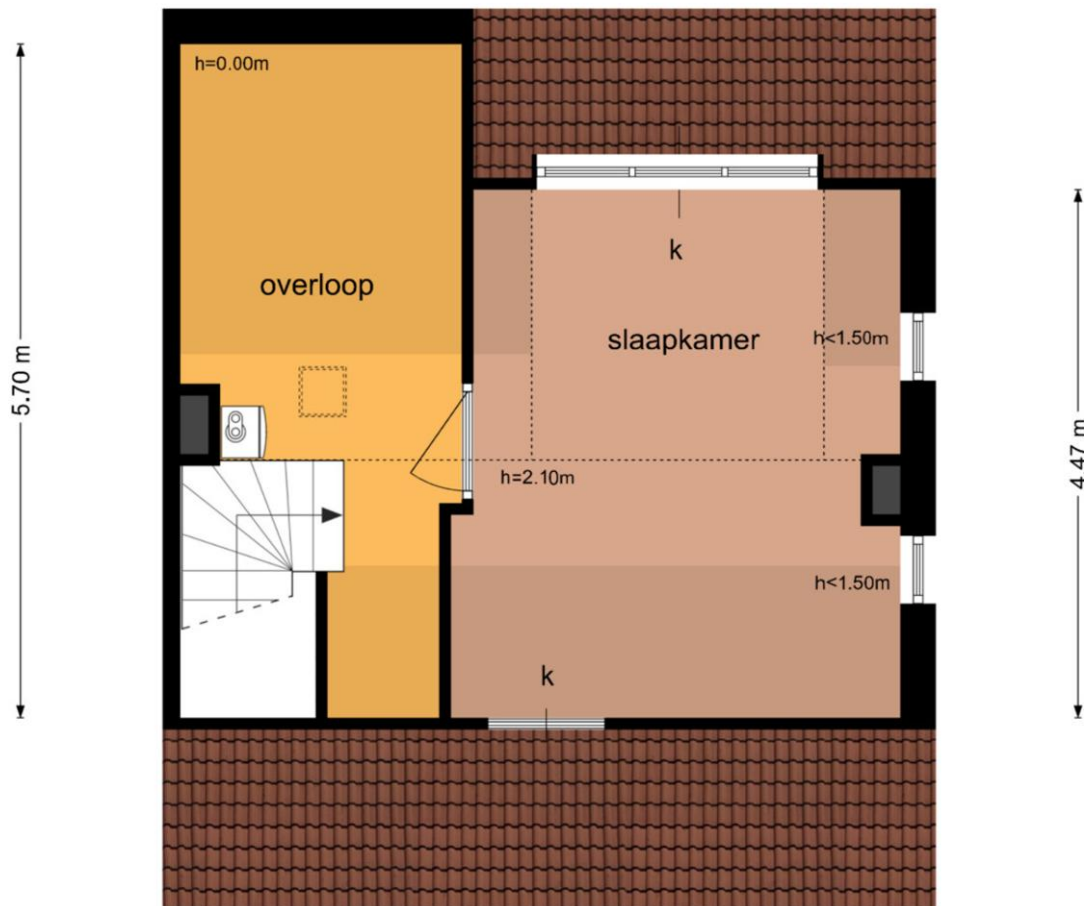 h=0.00m
k
overloop
slaapkamer
h<1.50m
5.70 m
4.47 m
h=2.10m
h<1.50m
k